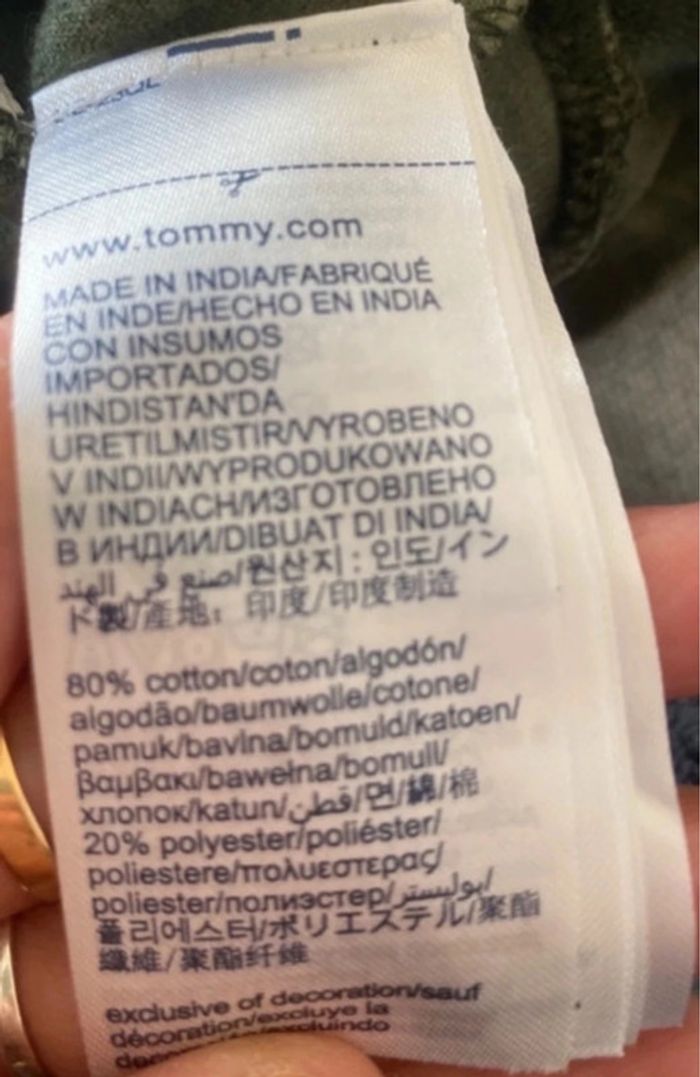 www.tommy.com
MADE IN INDIA/FABRIQUÉ
EN INDE/HECHO EN INDIA
CON INSUMOS
IMPORTADOS/
HINDISTAN'DA
URETILMISTIR/VYROBENO
V INDII/WYPRODUKOWANO
W INDIACH/ИЗГОТОВЛЕНО
В ИНДИИ/DIBUAT DI INDIA/
صنع في الهند/원산지 : 인도/イン
ド製/產地: 印度/印度制造
80% cotton/coton/algodón/
algodão/baumwolle/cotone/
pamuk/bavlna/bomuld/katoen/
βαμβακι/bawełna/bomull/
хлопок/katun/قطن/면/綿/棉
20% polyester/poliéster/
poliestere/πολυεστερας/
poliester/полиэстер/بوليستر/
폴리에스터/ポリエステル/聚酯
纖維/聚酯纤维
exclusive of decoration/sauf
décoration/excluye la